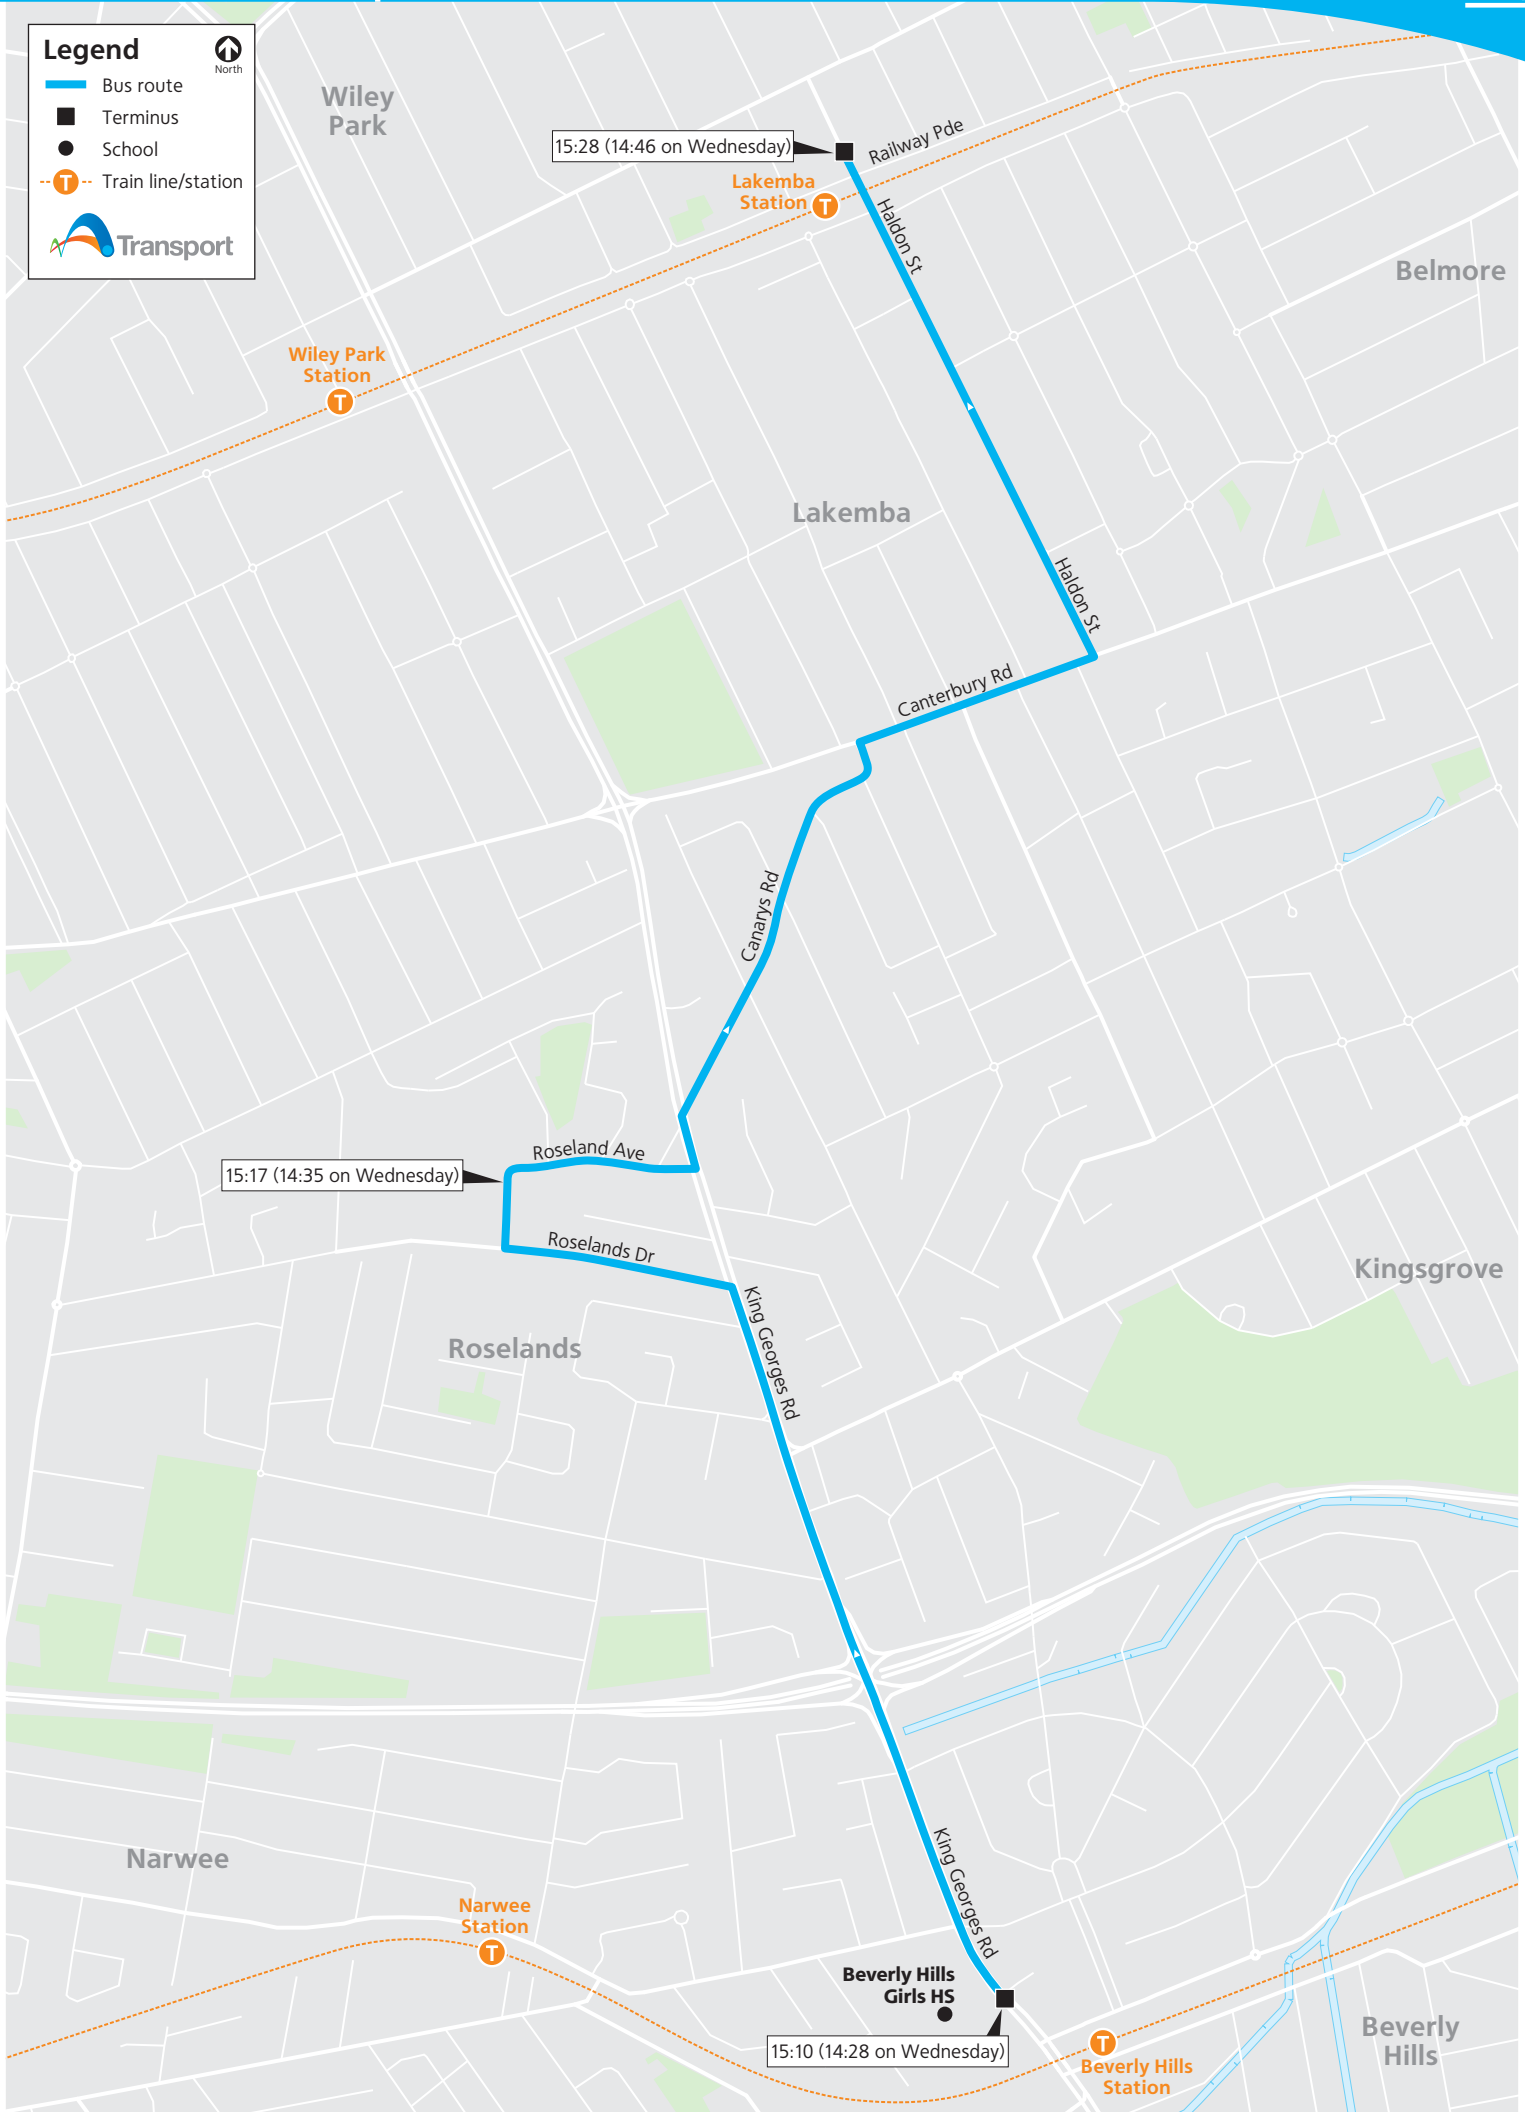 Legend
North
Bus route
Terminus
School
T
Train line/station
Transport
Wiley
Park
15:28 (14:46 on Wednesday)
Railway Pde
Lakemba
Station
T
Haldon St
Belmore
Wiley Park
Station
T
Lakemba
Haldon St
Canterbury Rd
Canarys Rd
Roseland Ave
15:17 (14:35 on Wednesday)
Roselands Dr
Kingsgrove
King Georges Rd
Roselands
King Georges Rd
Narwee
Narwee
Station
T
Beverly Hills
Girls HS
15:10 (14:28 on Wednesday)
T
Beverly Hills
Station
Beverly
Hills